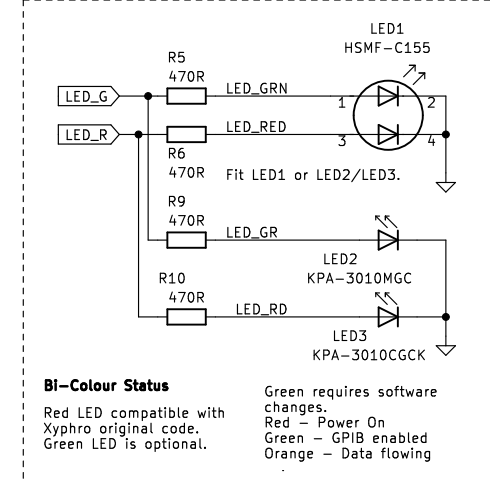 LED1
HSMF-C155
R5
470R
LED_G
LED_GRN
1
2
LED_R
LED_RED
3
4
R6
470R
Fit LED1 or LED2/LED3.
R9
470R
LED_GR
LED2
KPA-3010MGC
R10
470R
LED_RD
LED3
KPA-3010CGCK
Bi-Colour Status
Red LED compatible with
Xyphro original code.
Green LED is optional.
Green requires software
changes.
Red - Power On
Green - GPIB enabled
Orange - Data flowing
.